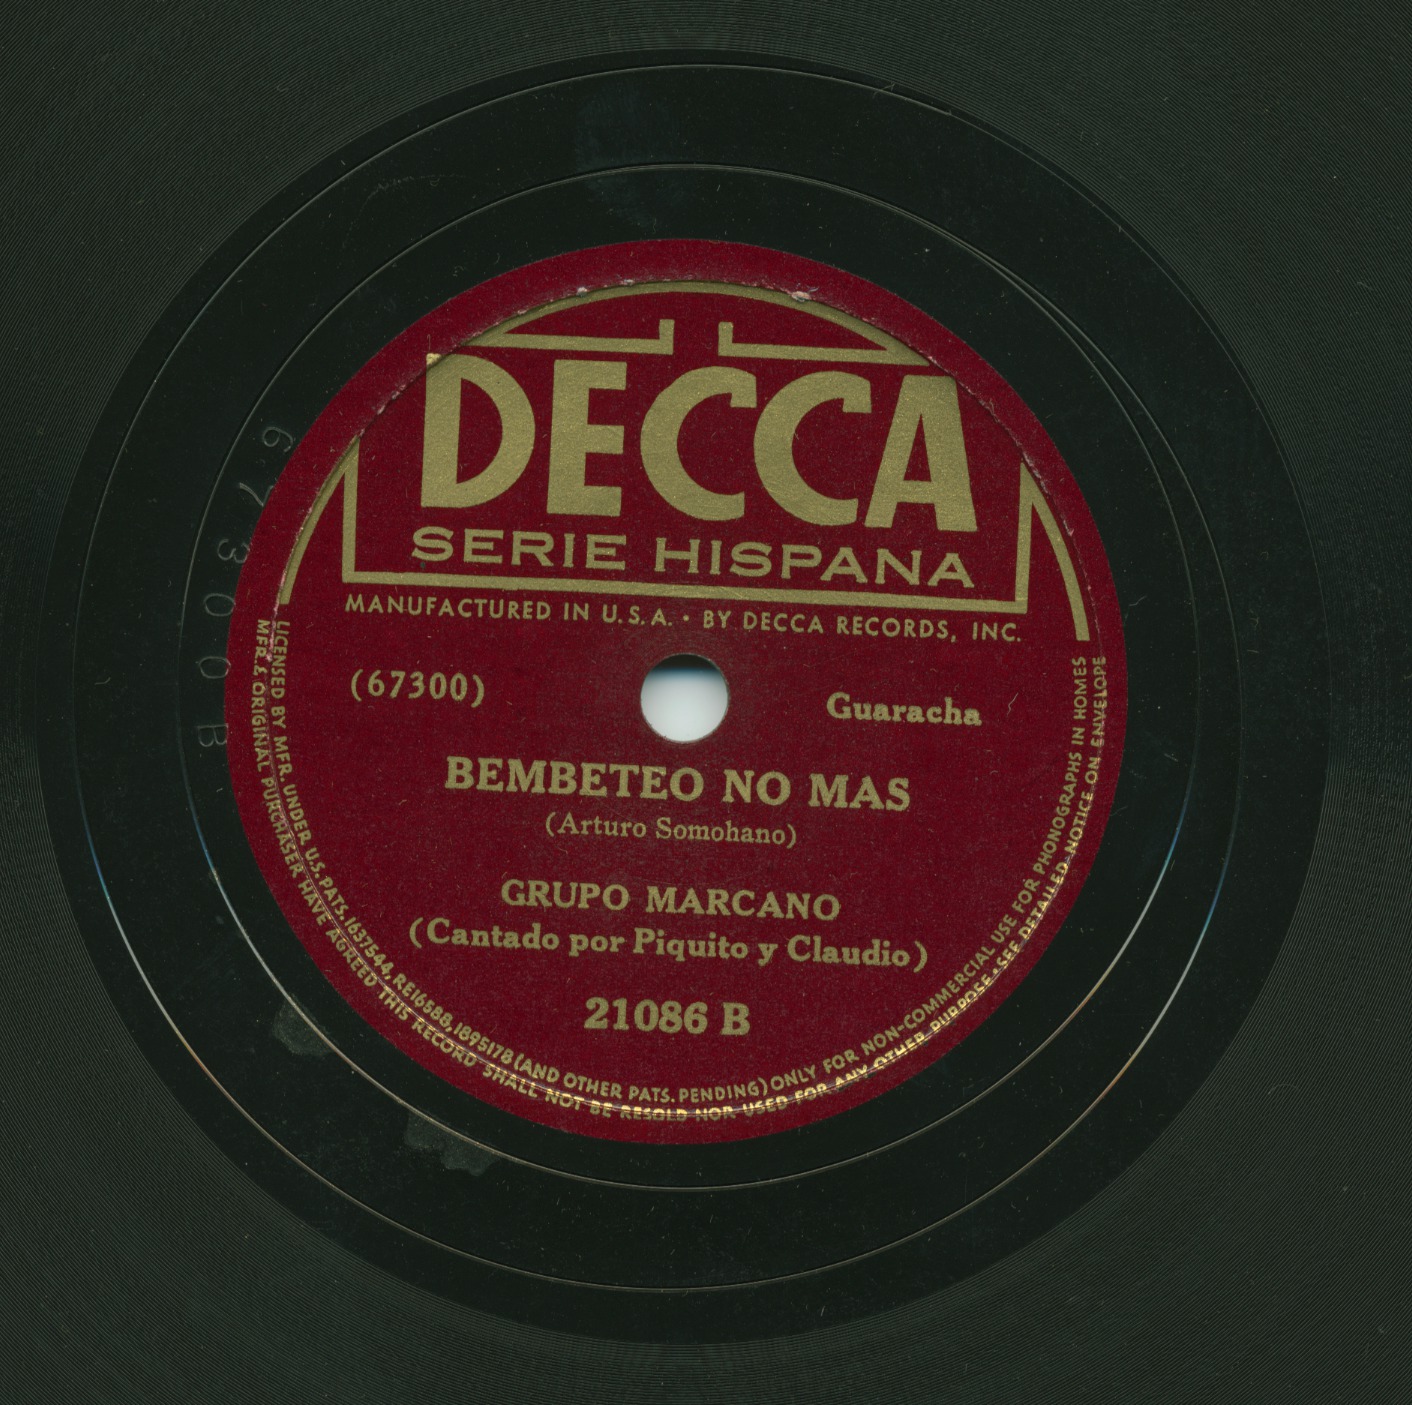 DECCA
SERIE HISPANA
MANUFACTURED IN U.S.A. • BY DECCA RECORDS, INC.
(67300)
Guaracha
BEMBETEO NO MAS
(Arturo Somohano)
GRUPO MARCANO
(Cantado por Piquito y Claudio)
21086 B
LICENSED BY MFR. UNDER U.S. PATS. 1637544, RE16588, 1895178 (AND OTHER PATS. PENDING) ONLY FOR NON-COMMERCIAL USE FOR PHONOGRAPHS IN HOMES
MFR. & ORIGINAL PURCHASER HAVE AGREED THIS RECORD SHALL NOT BE RESOLD NOR USED FOR ANY OTHER PURPOSE • SEE DETAILED NOTICE ON ENVELOPE
67300B